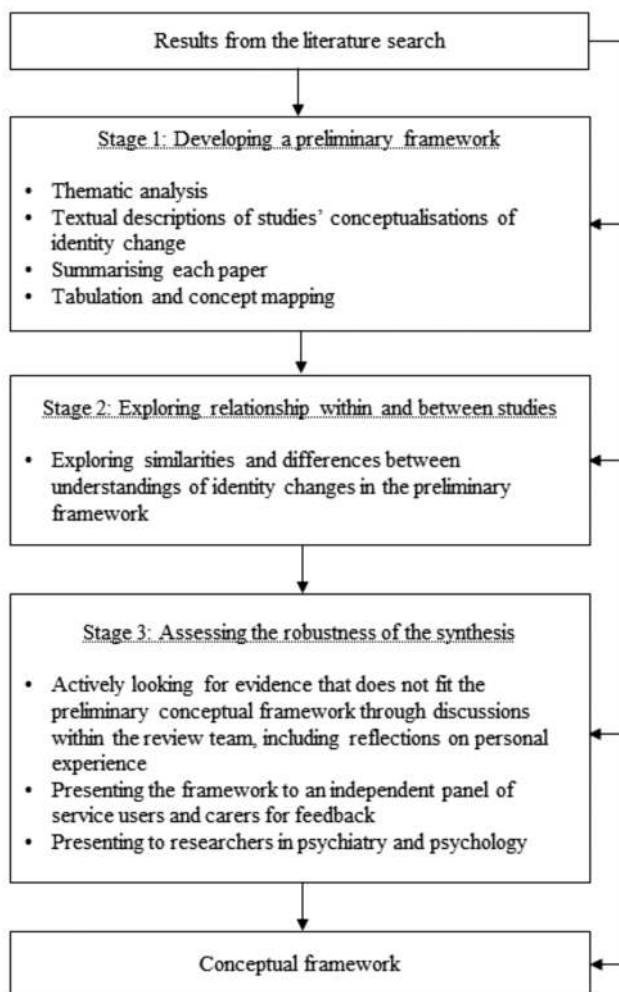 Results from the literature search
Stage 1: Developing a preliminary framework
• Thematic analysis
• Textual descriptions of studies’ conceptualisations of
identity change
• Summarising each paper
• Tabulation and concept mapping
Stage 2: Exploring relationship within and between studies
• Exploring similarities and differences between
understandings of identity changes in the preliminary
framework
Stage 3: Assessing the robustness of the synthesis
• Actively looking for evidence that does not fit the
preliminary conceptual framework through discussions
within the review team, including reflections on personal
experience
• Presenting the framework to an independent panel of
service users and carers for feedback
• Presenting to researchers in psychiatry and psychology
Conceptual framework